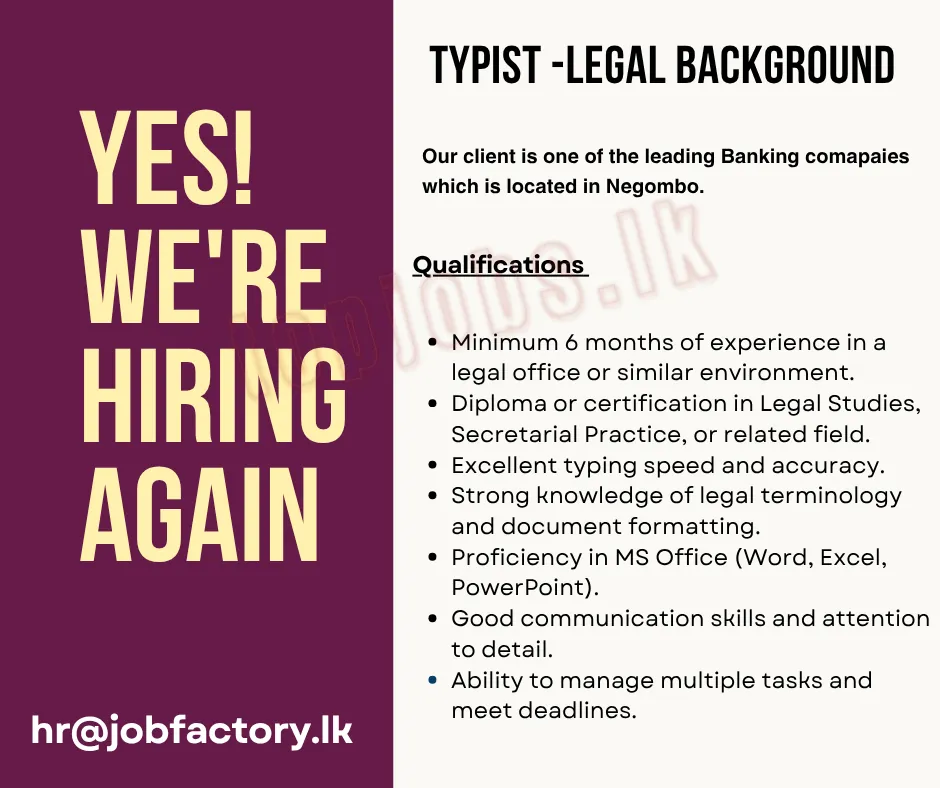 YES!
WE'RE
HIRING
AGAIN
hr@jobfactory.lk
TYPIST -LEGAL BACKGROUND
Our client is one of the leading Banking comapaies
which is located in Negombo.
Qualifications
• Minimum 6 months of experience in a
legal office or similar environment.
• Diploma or certification in Legal Studies,
Secretarial Practice, or related field.
• Excellent typing speed and accuracy.
• Strong knowledge of legal terminology
and document formatting.
• Proficiency in MS Office (Word, Excel,
PowerPoint).
• Good communication skills and attention
to detail.
• Ability to manage multiple tasks and
meet deadlines.
topjobs.lk